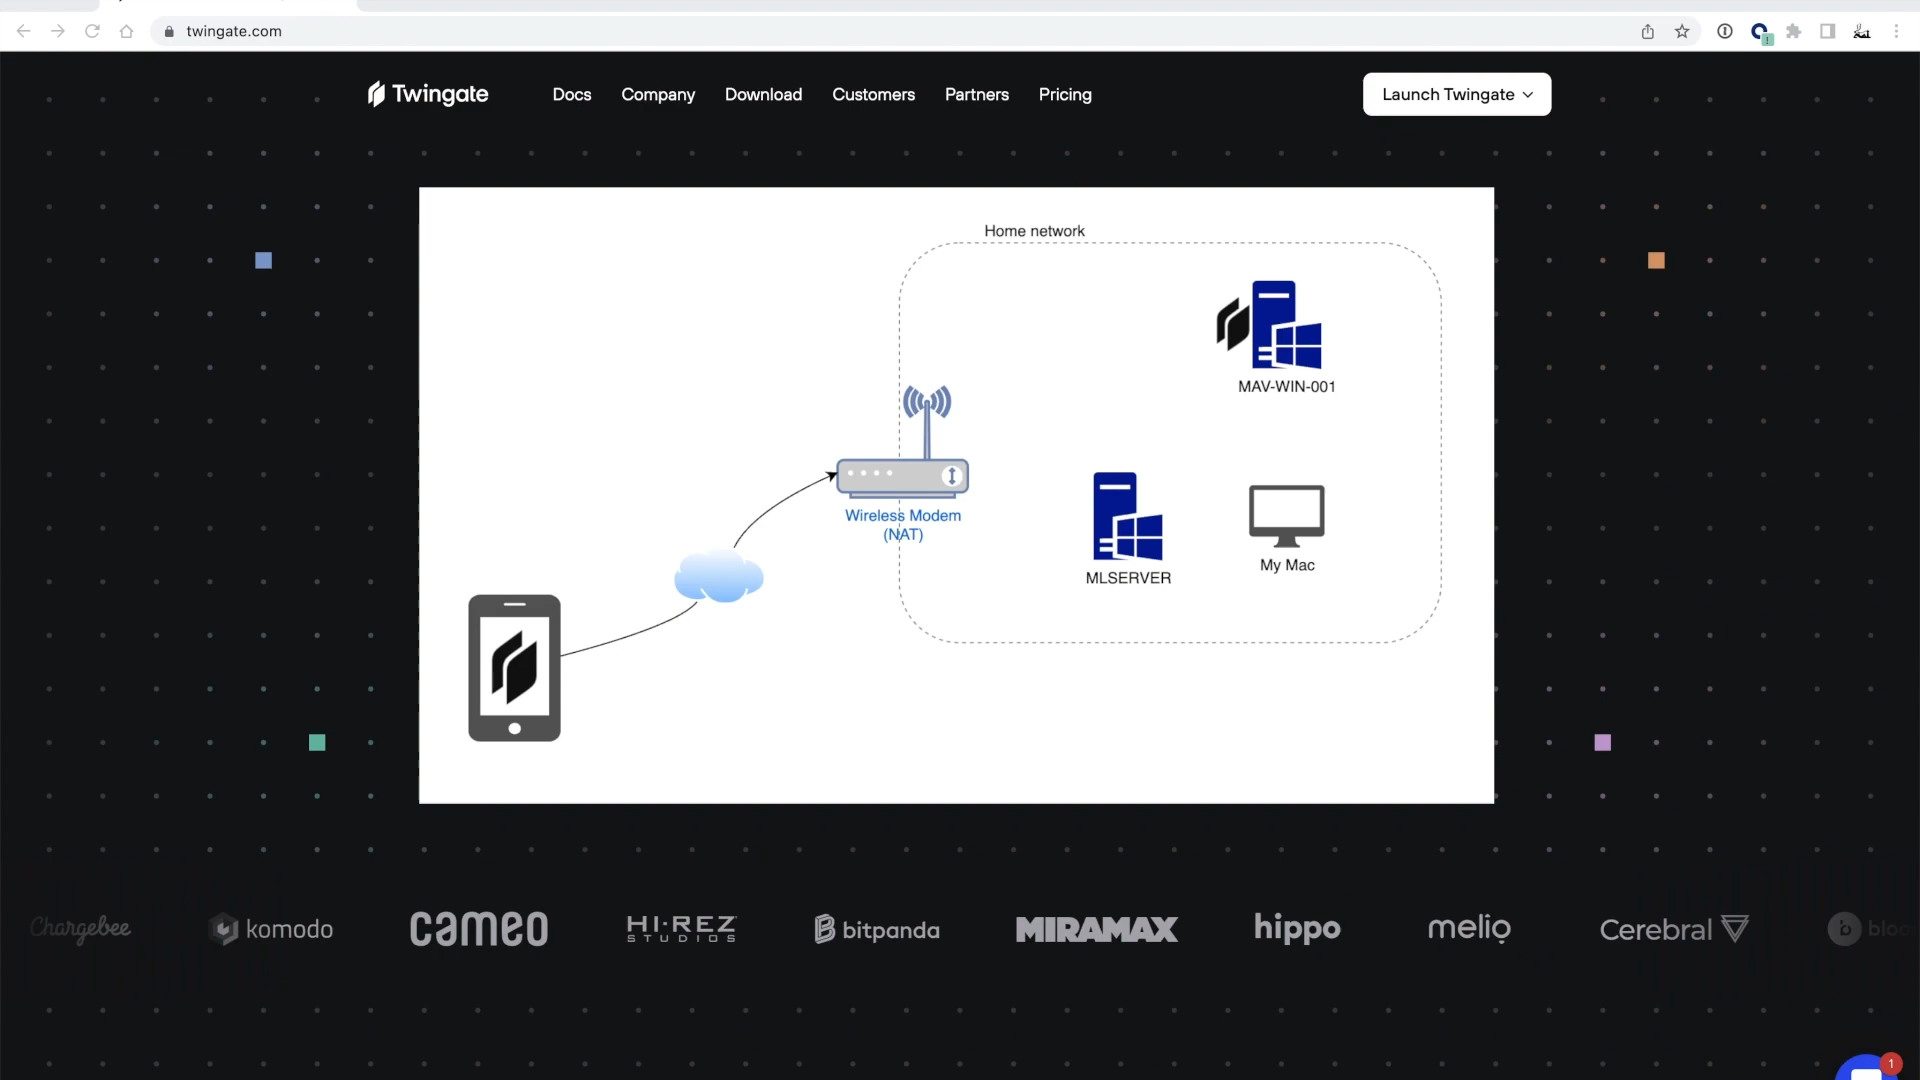 twingate.com
Twingate
Docs
Company
Download
Customers
Partners
Pricing
Launch Twingate
Home network
MAV-WIN-001
Wireless Modem
(NAT)
MLSERVER
My Mac
Chargebee
komodo
CAMEO
HI-REZ
STUDIOS
bitpanda
MIRAMAX
hippo
melio
Cerebral
1